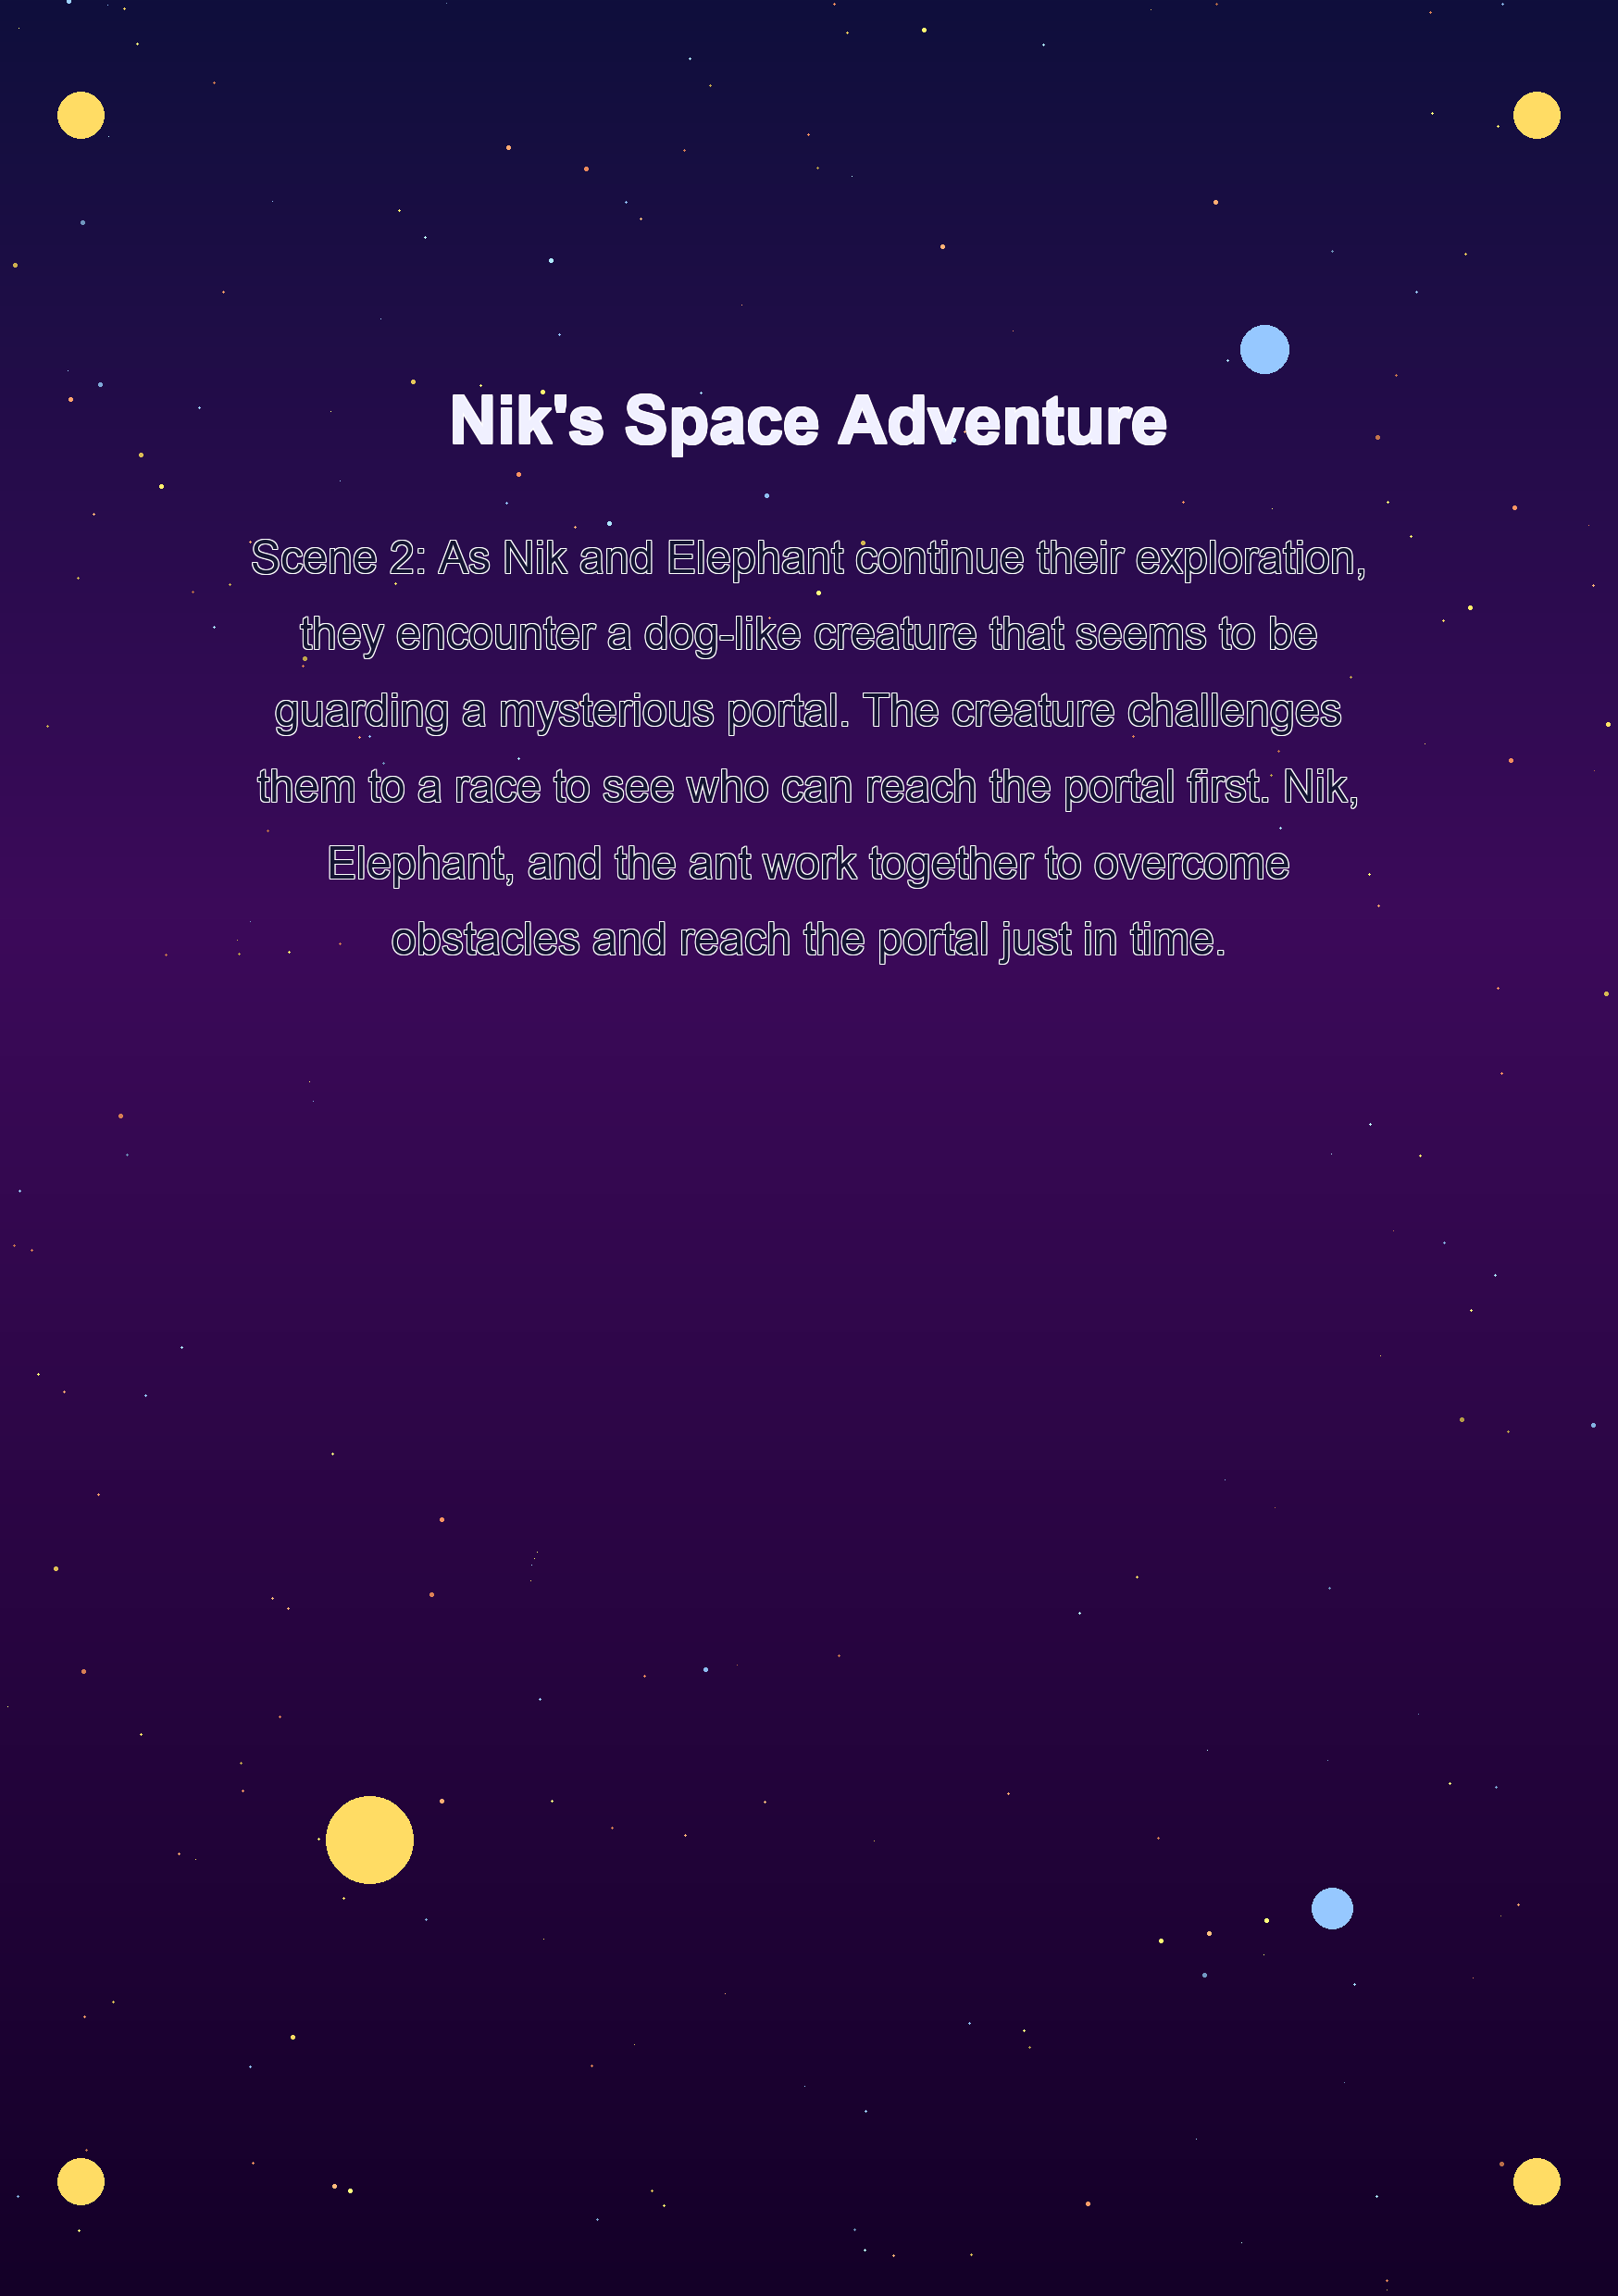 Nik's Space Adventure
Scene 2: As Nik and Elephant continue their exploration,
they encounter a dog-like creature that seems to be
guarding a mysterious portal. The creature challenges
them to a race to see who can reach the portal first. Nik,
Elephant, and the ant work together to overcome
obstacles and reach the portal just in time.